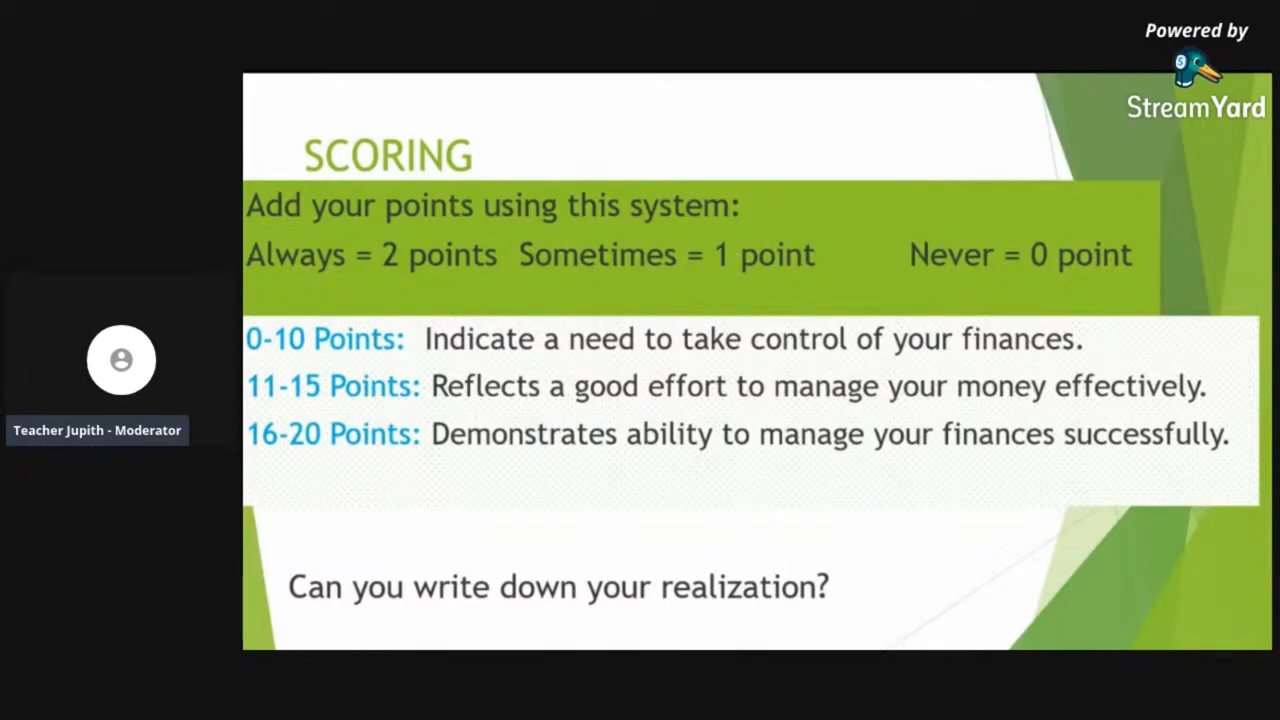 Powered by
StreamYard
SCORING
Add your points using this system:
Always = 2 points Sometimes = 1 point Never = 0 point
0-10 Points: Indicate a need to take control of your finances.
11-15 Points: Reflects a good effort to manage your money effectively.
16-20 Points: Demonstrates ability to manage your finances successfully.
Teacher Jupith - Moderator
Can you write down your realization?